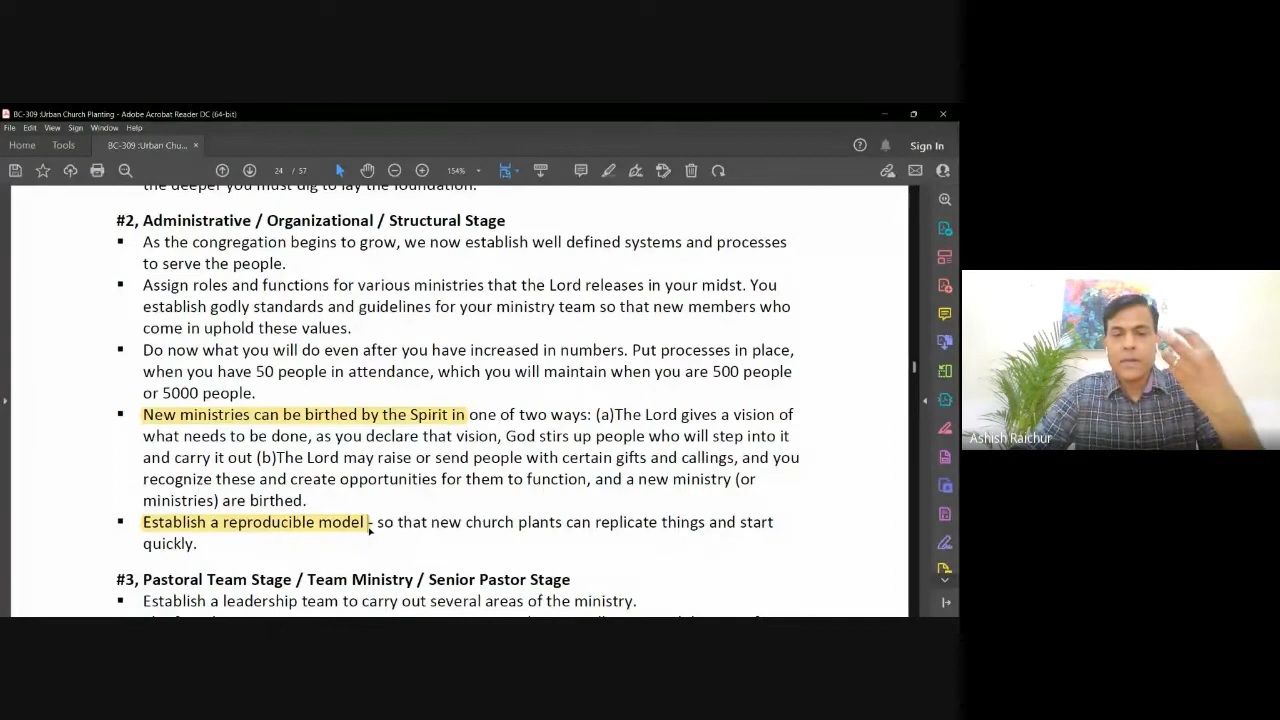 BC-309 :Urban Church Planting - Adobe Acrobat Reader DC (64-bit)
File Edit View Sign Window Help
Home Tools BC-309 :Urban Chu... × Sign In
24 / 57 154%
the deeper you must dig to lay the foundation.
#2, Administrative / Organizational / Structural Stage
▪ As the congregation begins to grow, we now establish well defined systems and processes
to serve the people.
▪ Assign roles and functions for various ministries that the Lord releases in your midst. You
establish godly standards and guidelines for your ministry team so that new members who
come in uphold these values.
▪ Do now what you will do even after you have increased in numbers. Put processes in place,
when you have 50 people in attendance, which you will maintain when you are 500 people
or 5000 people.
▪ New ministries can be birthed by the Spirit in one of two ways: (a)The Lord gives a vision of
what needs to be done, as you declare that vision, God stirs up people who will step into it
and carry it out (b)The Lord may raise or send people with certain gifts and callings, and you
recognize these and create opportunities for them to function, and a new ministry (or
ministries) are birthed.
▪ Establish a reproducible model - so that new church plants can replicate things and start
quickly.
#3, Pastoral Team Stage / Team Ministry / Senior Pastor Stage
▪ Establish a leadership team to carry out several areas of the ministry.
Ashish Raichur